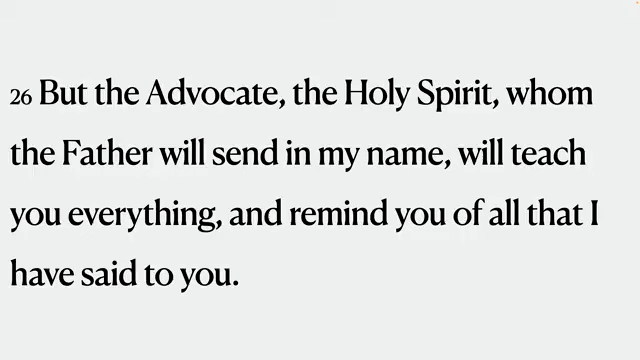 26 But the Advocate, the Holy Spirit, whom
the Father will send in my name, will teach
you everything, and remind you of all that I
have said to you.